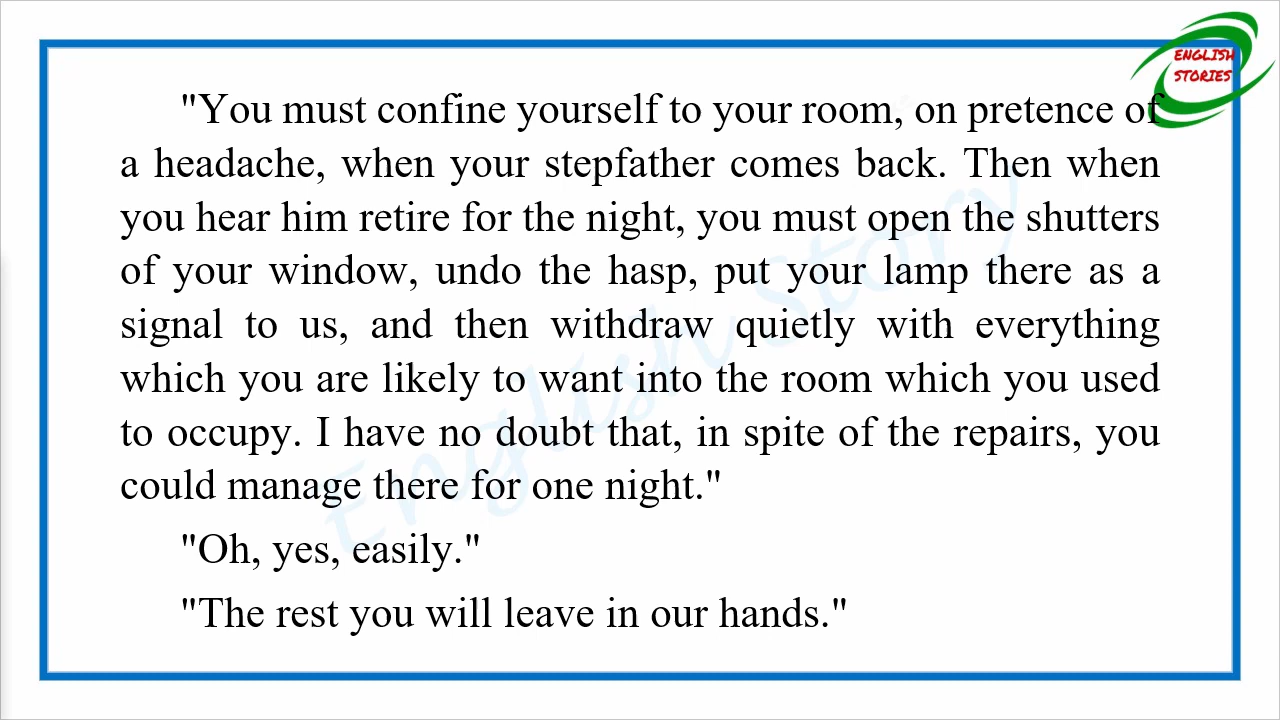 ENGLISH
STORIES
"You must confine yourself to your room, on pretence of
a headache, when your stepfather comes back. Then when
you hear him retire for the night, you must open the shutters
of your window, undo the hasp, put your lamp there as a
signal to us, and then withdraw quietly with everything
which you are likely to want into the room which you used
to occupy. I have no doubt that, in spite of the repairs, you
could manage there for one night."
"Oh, yes, easily."
"The rest you will leave in our hands."
English Story